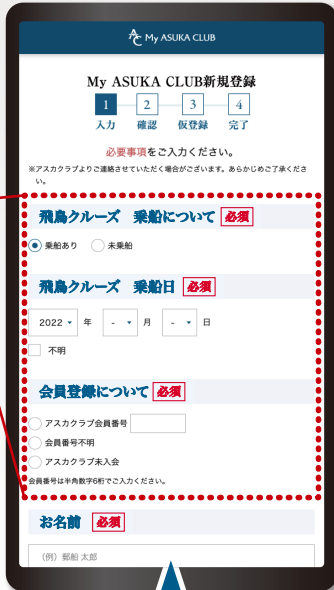 AC My ASUKA CLUB
My ASUKA CLUB新規登録
1 2 3 4
入力 確認 仮登録 完了
必要事項をご入力ください。
※アスカクラブよりご連絡させていただく場合がございます。あらかじめご了承くださ
い。
飛鳥クルーズ 乗船について 必須
乗船あり 未乗船
飛鳥クルーズ 乗船日 必須
2022 年 - 月 - 日
不明
会員登録について 必須
アスカクラブ会員番号
会員番号不明
アスカクラブ未入会
会員番号は半角数字6桁でご入力ください。
お名前 必須
(例) 郵船 太郎